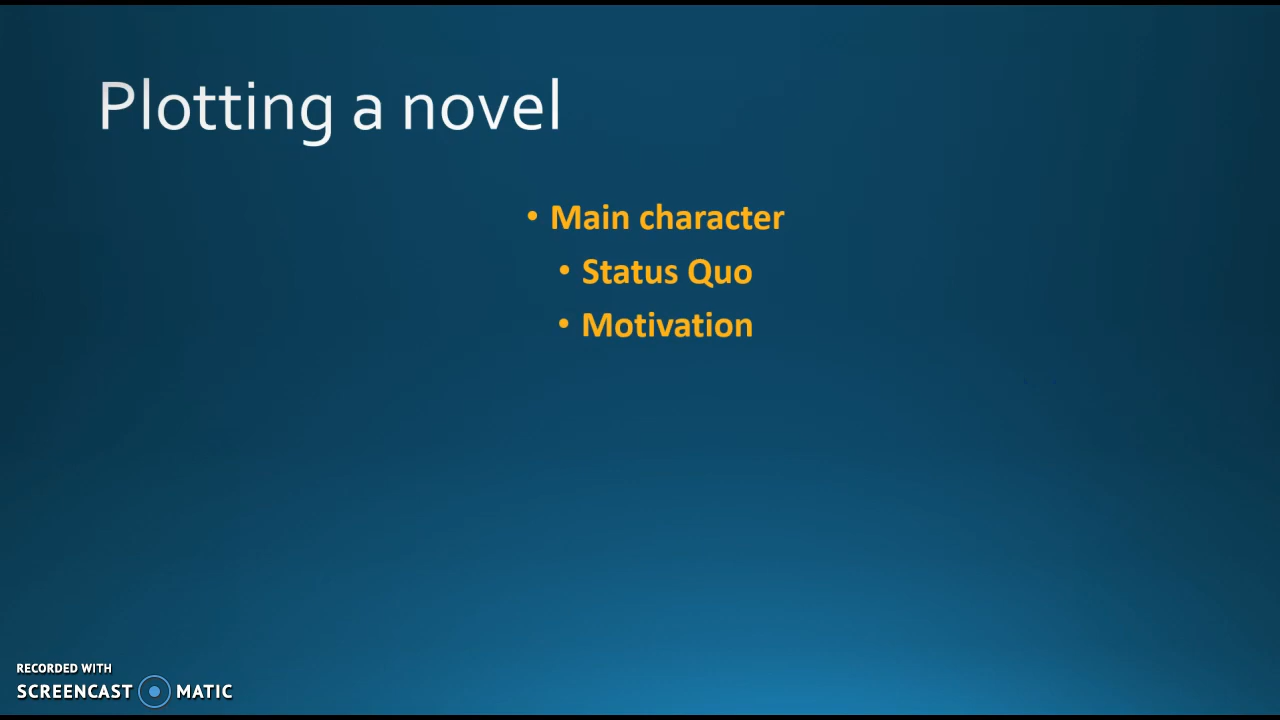 Plotting a novel
• Main character
• Status Quo
• Motivation
RECORDED WITH
SCREENCAST MATIC